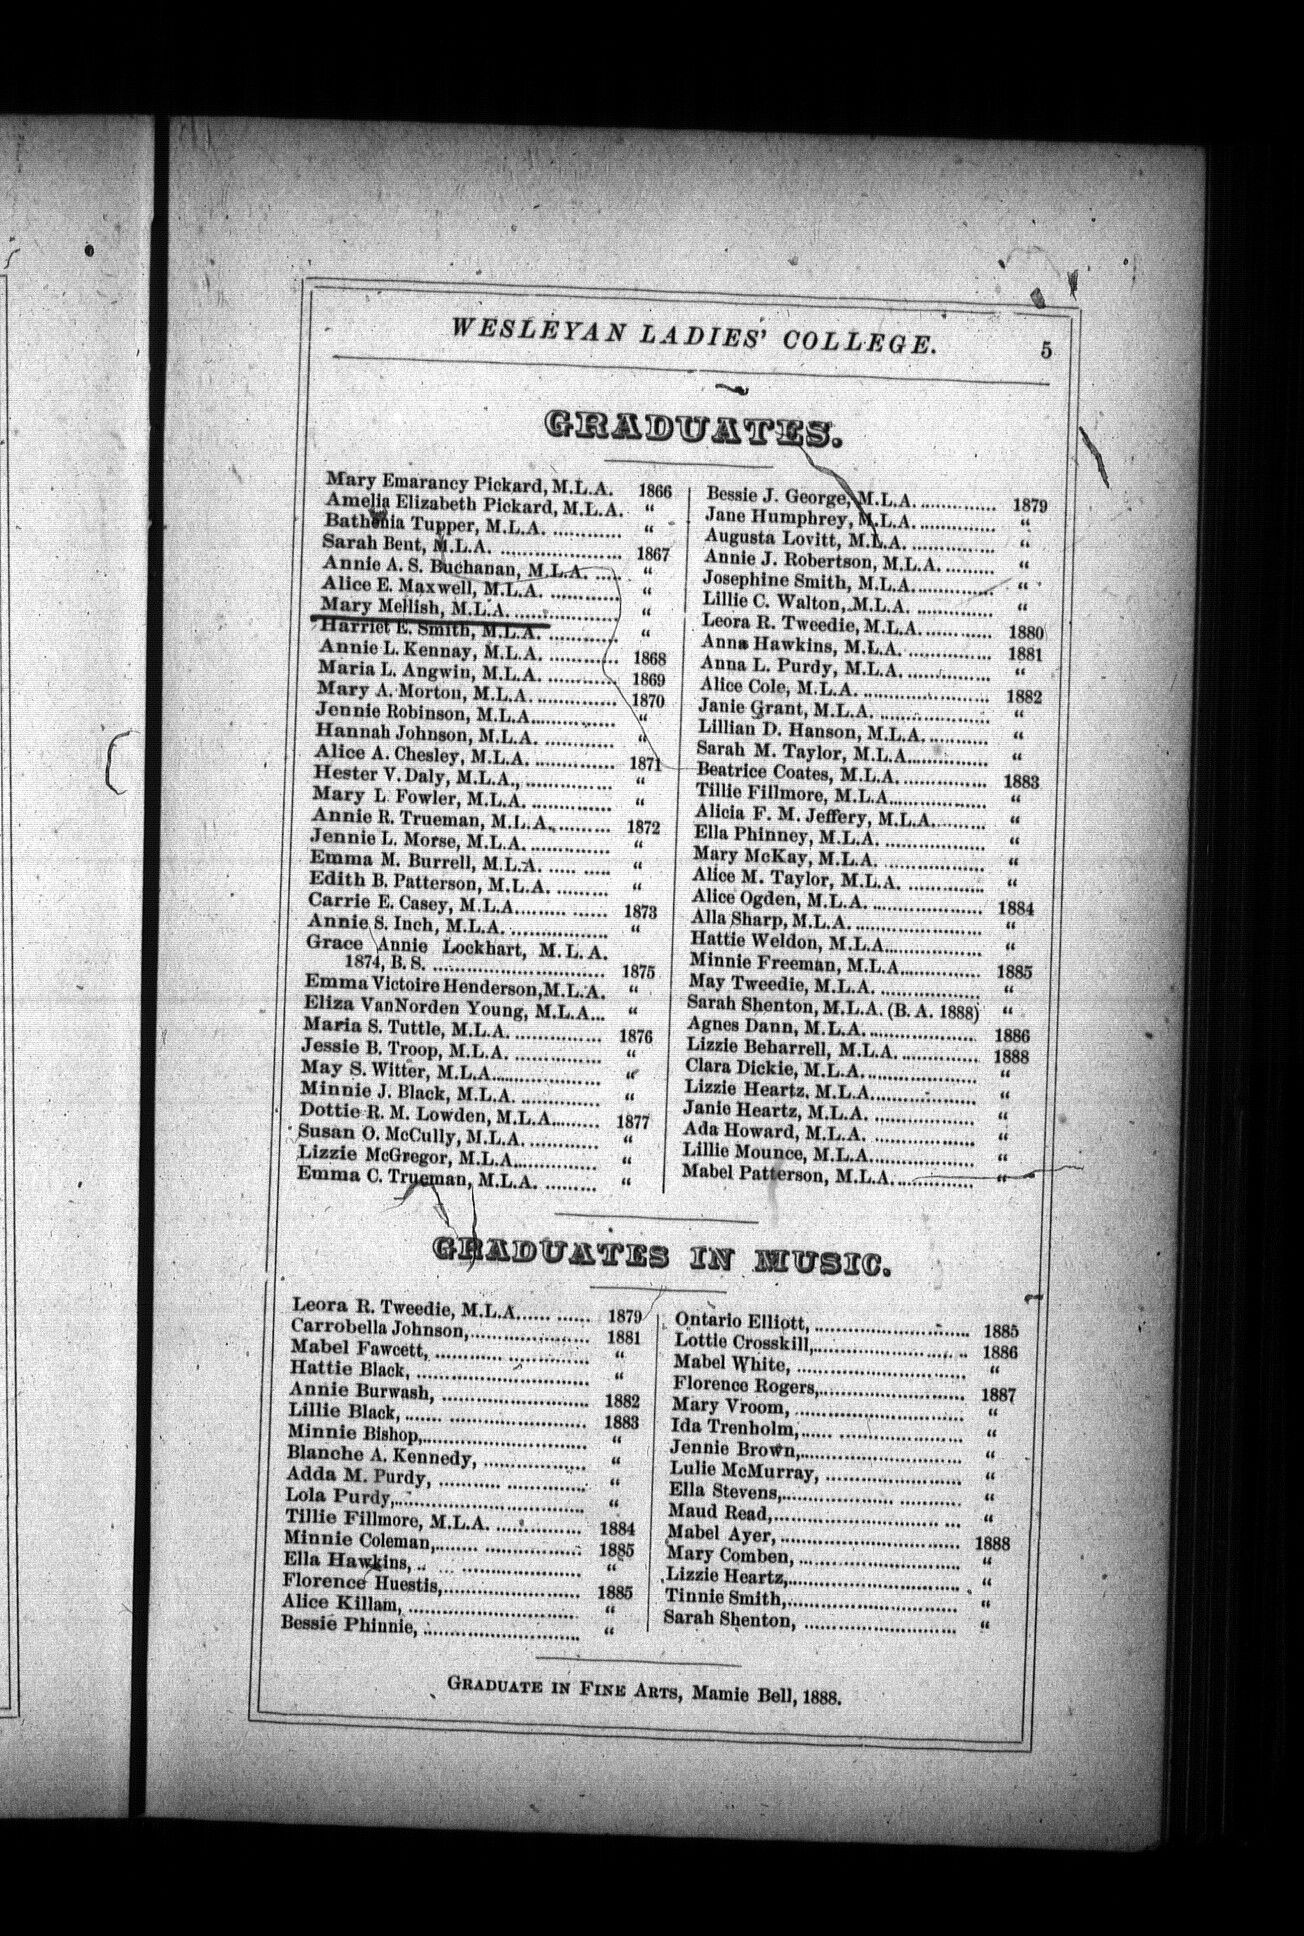 WESLEYAN LADIES' COLLEGE. 5
GRADUATES.
Mary Emarancy Pickard, M.L.A. 1866
Amelia Elizabeth Pickard, M.L.A. "
Bathenia Tupper, M.L.A. ............ "
Sarah Bent, M.L.A. ..................... 1867
Annie A. S. Buchanan, M.L.A. ..... "
Alice E. Maxwell, M.L.A. ............ "
Mary Mellish, M.L.A. .................. "
Harriet E. Smith, M.L.A. ............ "
Annie L. Kennay, M.L.A. ............ 1868
Maria L. Angwin, M.L.A. ............ 1869
Mary A. Morton, M.L.A. .............. 1870
Jennie Robinson, M.L.A............... "
Hannah Johnson, M.L.A. ............ "
Alice A. Chesley, M.L.A. .............. 1871
Hester V. Daly, M.L.A., ............... "
Mary L. Fowler, M.L.A. .............. "
Annie R. Trueman, M.L.A. .......... 1872
Jennie L. Morse, M.L.A. .............. "
Emma M. Burrell, M.L.A. ..... ..... "
Edith B. Patterson, M.L.A. .......... "
Carrie E. Casey, M.L.A......... ...... 1873
Annie S. Inch, M.L.A. ................. "
Grace Annie Lockhart, M. L. A.
1874, B. S. ............................... 1875
Emma Victoire Henderson,M.L.A. "
Eliza VanNorden Young, M.L.A... "
Maria S. Tuttle, M.L.A. ............... 1876
Jessie B. Troop, M.L.A. ............... "
May S. Witter, M.L.A.................. "
Minnie J. Black, M.L.A. .............. "
Dottie R. M. Lowden, M.L.A........ 1877
Susan O. McCully, M.L.A. ............ "
Lizzie McGregor, M.L.A............... "
Emma C. Trueman, M.L.A. ......... "
Bessie J. George, M.L.A. ............. 1879
Jane Humphrey, M.L.A. .............. "
Augusta Lovitt, M.L.A. ............... "
Annie J. Robertson, M.L.A. ......... "
Josephine Smith, M.L.A............... "
Lillie C. Walton, M.L.A. .............. "
Leora R. Tweedie, M.L.A. ............ 1880
Anna Hawkins, M.L.A. ............... 1881
Anna L. Purdy, M.L.A. ............... "
Alice Cole, M.L.A. ...................... 1882
Janie Grant, M.L.A. .................... "
Lillian D. Hanson, M.L.A. ........... "
Sarah M. Taylor, M.L.A............... "
Beatrice Coates, M.L.A. ............... 1883
Tillie Fillmore, M.L.A.................. "
Alicia F. M. Jeffery, M.L.A.......... "
Ella Phinney, M.L.A. .................. "
Mary McKay, M.L.A. .................. "
Alice M. Taylor, M.L.A. .............. "
Alice Ogden, M.L.A. ................... 1884
Alla Sharp, M.L.A. ..................... "
Hattie Weldon, M.L.A................. "
Minnie Freeman, M.L.A.............. 1885
May Tweedie, M.L.A. .................. "
Sarah Shenton, M.L.A. (B. A. 1888) "
Agnes Dann, M.L.A. ................... 1886
Lizzie Beharrell, M.L.A. .............. 1888
Clara Dickie, M.L.A. ................... "
Lizzie Heartz, M.L.A................... "
Janie Heartz, M.L.A. ................... "
Ada Howard, M.L.A. ................... "
Lillie Mounce, M.L.A.................. "
Mabel Patterson, M.L.A. .............. "
GRADUATES IN MUSIC.
Leora R. Tweedie, M.L.A...... ...... 1879
Carrobella Johnson,..................... 1881
Mabel Fawcett, ........................... "
Hattie Black, ............................. "
Annie Burwash, .......................... 1882
Lillie Black,....... ...................... 1883
Minnie Bishop,........................... "
Blanche A. Kennedy, ................... "
Adda M. Purdy, .......... .............. "
Lola Purdy,............................... "
Tillie Fillmore, M.L.A. ................ 1884
Minnie Coleman,....... ................. 1885
Ella Hawkins, .. ... .................... "
Florence Huestis,........................ 1885
Alice Killam, ............................. "
Bessie Phinnie, ........................... "
Ontario Elliott, ........................... 1885
Lottie Crosskill,......................... 1886
Mabel White, ............................. "
Florence Rogers,......................... 1887
Mary Vroom, ............................. "
Ida Trenholm,...... ..................... "
Jennie Brown,............................ "
Lulie McMurray, ........................ "
Ella Stevens,................... .......... "
Maud Read,............................ ... "
Mabel Ayer, ............................... 1888
Mary Comben, ........................... "
Lizzie Heartz,............................ "
Tinnie Smith,............................. "
Sarah Shenton, ........................... "
GRADUATE IN FINE ARTS, Mamie Bell, 1888.